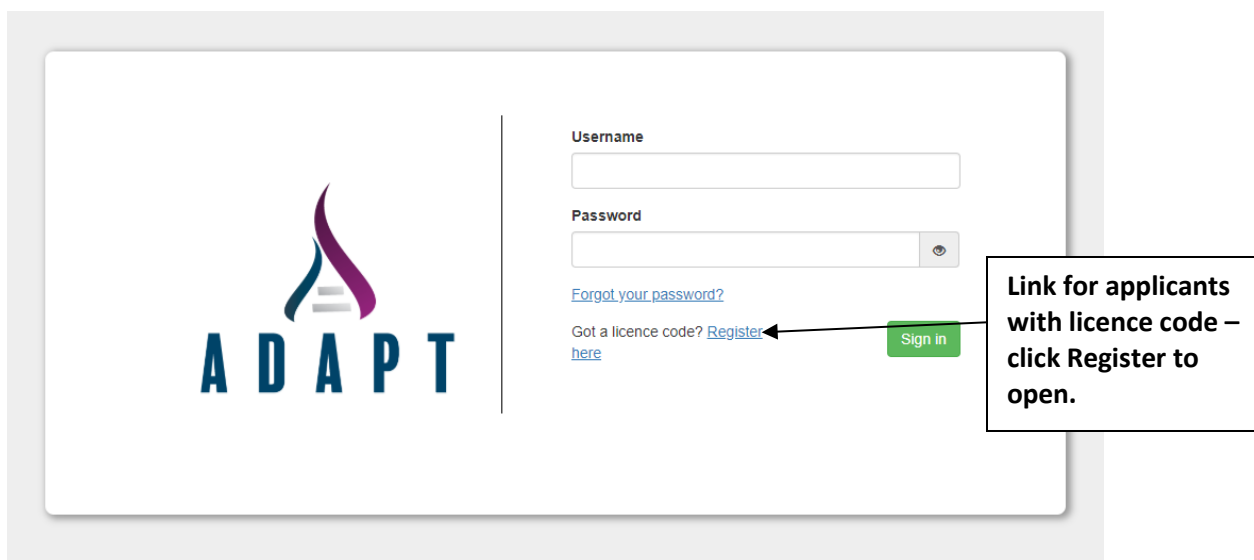 Username
Password
Forgot your password?
Got a licence code? Register
here
Sign in
ADAPT
Link for applicants
with licence code –
click Register to
open.